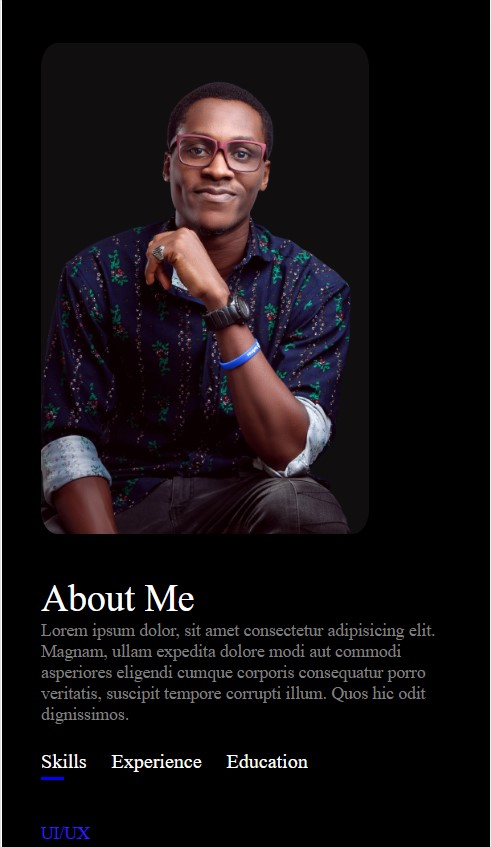 About Me
Lorem ipsum dolor, sit amet consectetur adipisicing elit.
Magnam, ullam expedita dolore modi aut commodi
asperiores eligendi cumque corporis consequatur porro
veritatis, suscipit tempore corrupti illum. Quos hic odit
dignissimos.
Skills Experience Education
UI/UX